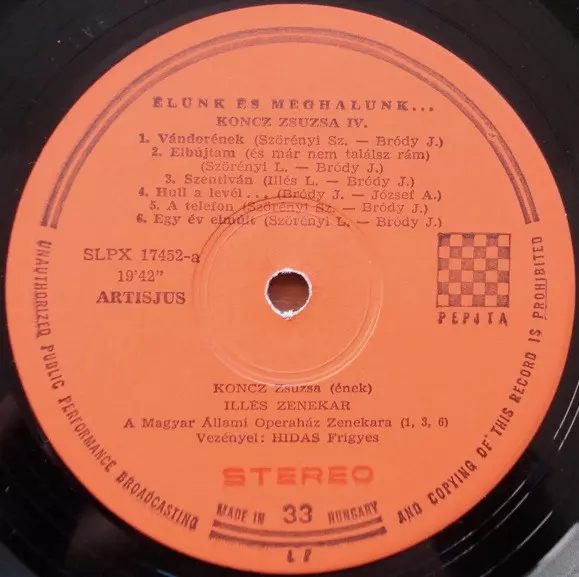 ÉLÜNK ÉS MEGHALUNK...
KONCZ ZSUZSA IV.
1. Vándorének (Szörényi Sz. — Bródy J.)
2. Elbújtam (és már nem találsz rám)
(Szörényi L. — Bródy J.)
3. Szentiván (Illés L. — Bródy J.)
4. Hull a levél... (Bródy J. — József A.)
5. A telefon (Szörényi Sz. — Bródy J.)
6. Egy év elmúlt (Szörényi L. — Bródy J.)
SLPX 17452-a
19'42"
ARTISJUS
PEPITA
KONCZ Zsuzsa (ének)
ILLÉS ZENEKAR
A Magyar Állami Operaház Zenekara (1, 3, 6)
Vezényel: HIDAS Frigyes
STEREO
MADE IN 33 HUNGARY
LP
UNAUTHORIZED PUBLIC PERFORMANCE BROADCASTING
AND COPYING OF THIS RECORD IS PROHIBITED